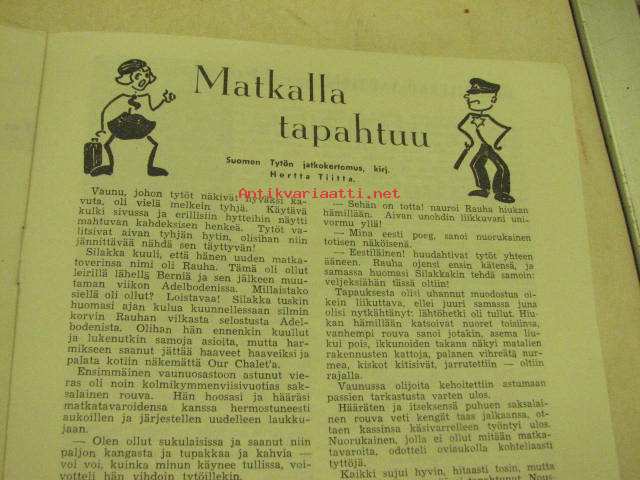 Matkalla
tapahtuu
Suomen Tytön jatkokertomus, kirj.
Hertta Tiitta.
Antikvariaatti.net
Vaunu, johon tytöt näkivät hyväksi ka-
vuta, oli vielä melkein tyhjä. Käytävä
kulki sivussa ja erillisiin hytteihin näytti
mahtuvan kahdeksisen henkeä. Tytöt va-
litsivat aivan tyhjän hytin, olisihan niin
jännittävää nähdä sen täyttyvän!
Silakka kuuli, että hänen uuden matka-
toverinsa nimi oli Rauha. Tämä oli ollut
leirillä lähellä Berniä ja sen jälkeen muu-
taman viikon Adelbodenissa. Millaistako
siellä oli ollut? Loistavaa! Silakka tuskin
huomasi ajan kulua kuunnellessaan silmin
korvin Rauhan vilkasta selostusta Adel-
bodenista. Olihan hän ennenkin kuullut
ja lukenutkin samoja asioita, mutta har-
mikseen saanut jättää haaveet haaveiksi ja
palata kotiin näkemättä Our Chalet'a.
Ensimmäinen vaunuosastoon astunut vie-
ras oli noin kolmikymmenviisivuotias sak-
salainen rouva. Hän hoosasi ja hääräsi
matkatavaroidensa kanssa hermostuneesti
aukoillen ja järjestellen uudelleen laukku-
jaan.
— Olen ollut sukulaisissa ja saanut niin
paljon kangasta ja tupakkaa ja kahvia —
voi voi, kuinka minun käynee tullissa, voi-
votteli hän vihdoin tytöillekin.
— Sehän on totta! nauroi Rauha hiukan
hämillään. Aivan unohdin liikkuvani uni-
vormu yllä!
— Mina eesti poeg, sanoi nuorukainen
totisen näköisenä.
— Eestiläinen! huudahtivat tytöt yhteen
ääneen. Rauha ojensi ensin kätensä, ja
samassa huomasi Silakkakin tehdä samoin:
veljeksiähän tässä oltiin!
Tapauksesta olisi uhannut muodostua oi-
kein liikuttava, ellei juuri samassa juna
olisi nytkähtänyt: lähtöhetki oli tullut. Hiu-
kan hämillään, katsoivat nuoret toisiinsa,
vanhempi rouva sanoi jotakin, asema liu-
kui pois, ikkunoiden takana näkyi matalien
rakennusten kattoja, palanen vihreätä nur-
mea, kiskot kitisivät, jarrutettiin — oltiin
rajalla.
Vaunussa olijoita kehoitettiin astumaan
passien tarkastusta varten ulos.
Hääräten ja itseksensä puhuen saksalai-
nen rouva veti kengät taas jalkaansa, ot-
taen kassinsa käsivarrelleen työntyi ulos.
Nuorukainen, jolla ei ollut mitään matka-
tavaroita, odotteli oviaukolla kohteliaasti
tyttöjä.
Kaikki sujui hyvin, hitaasti tosin, mutta